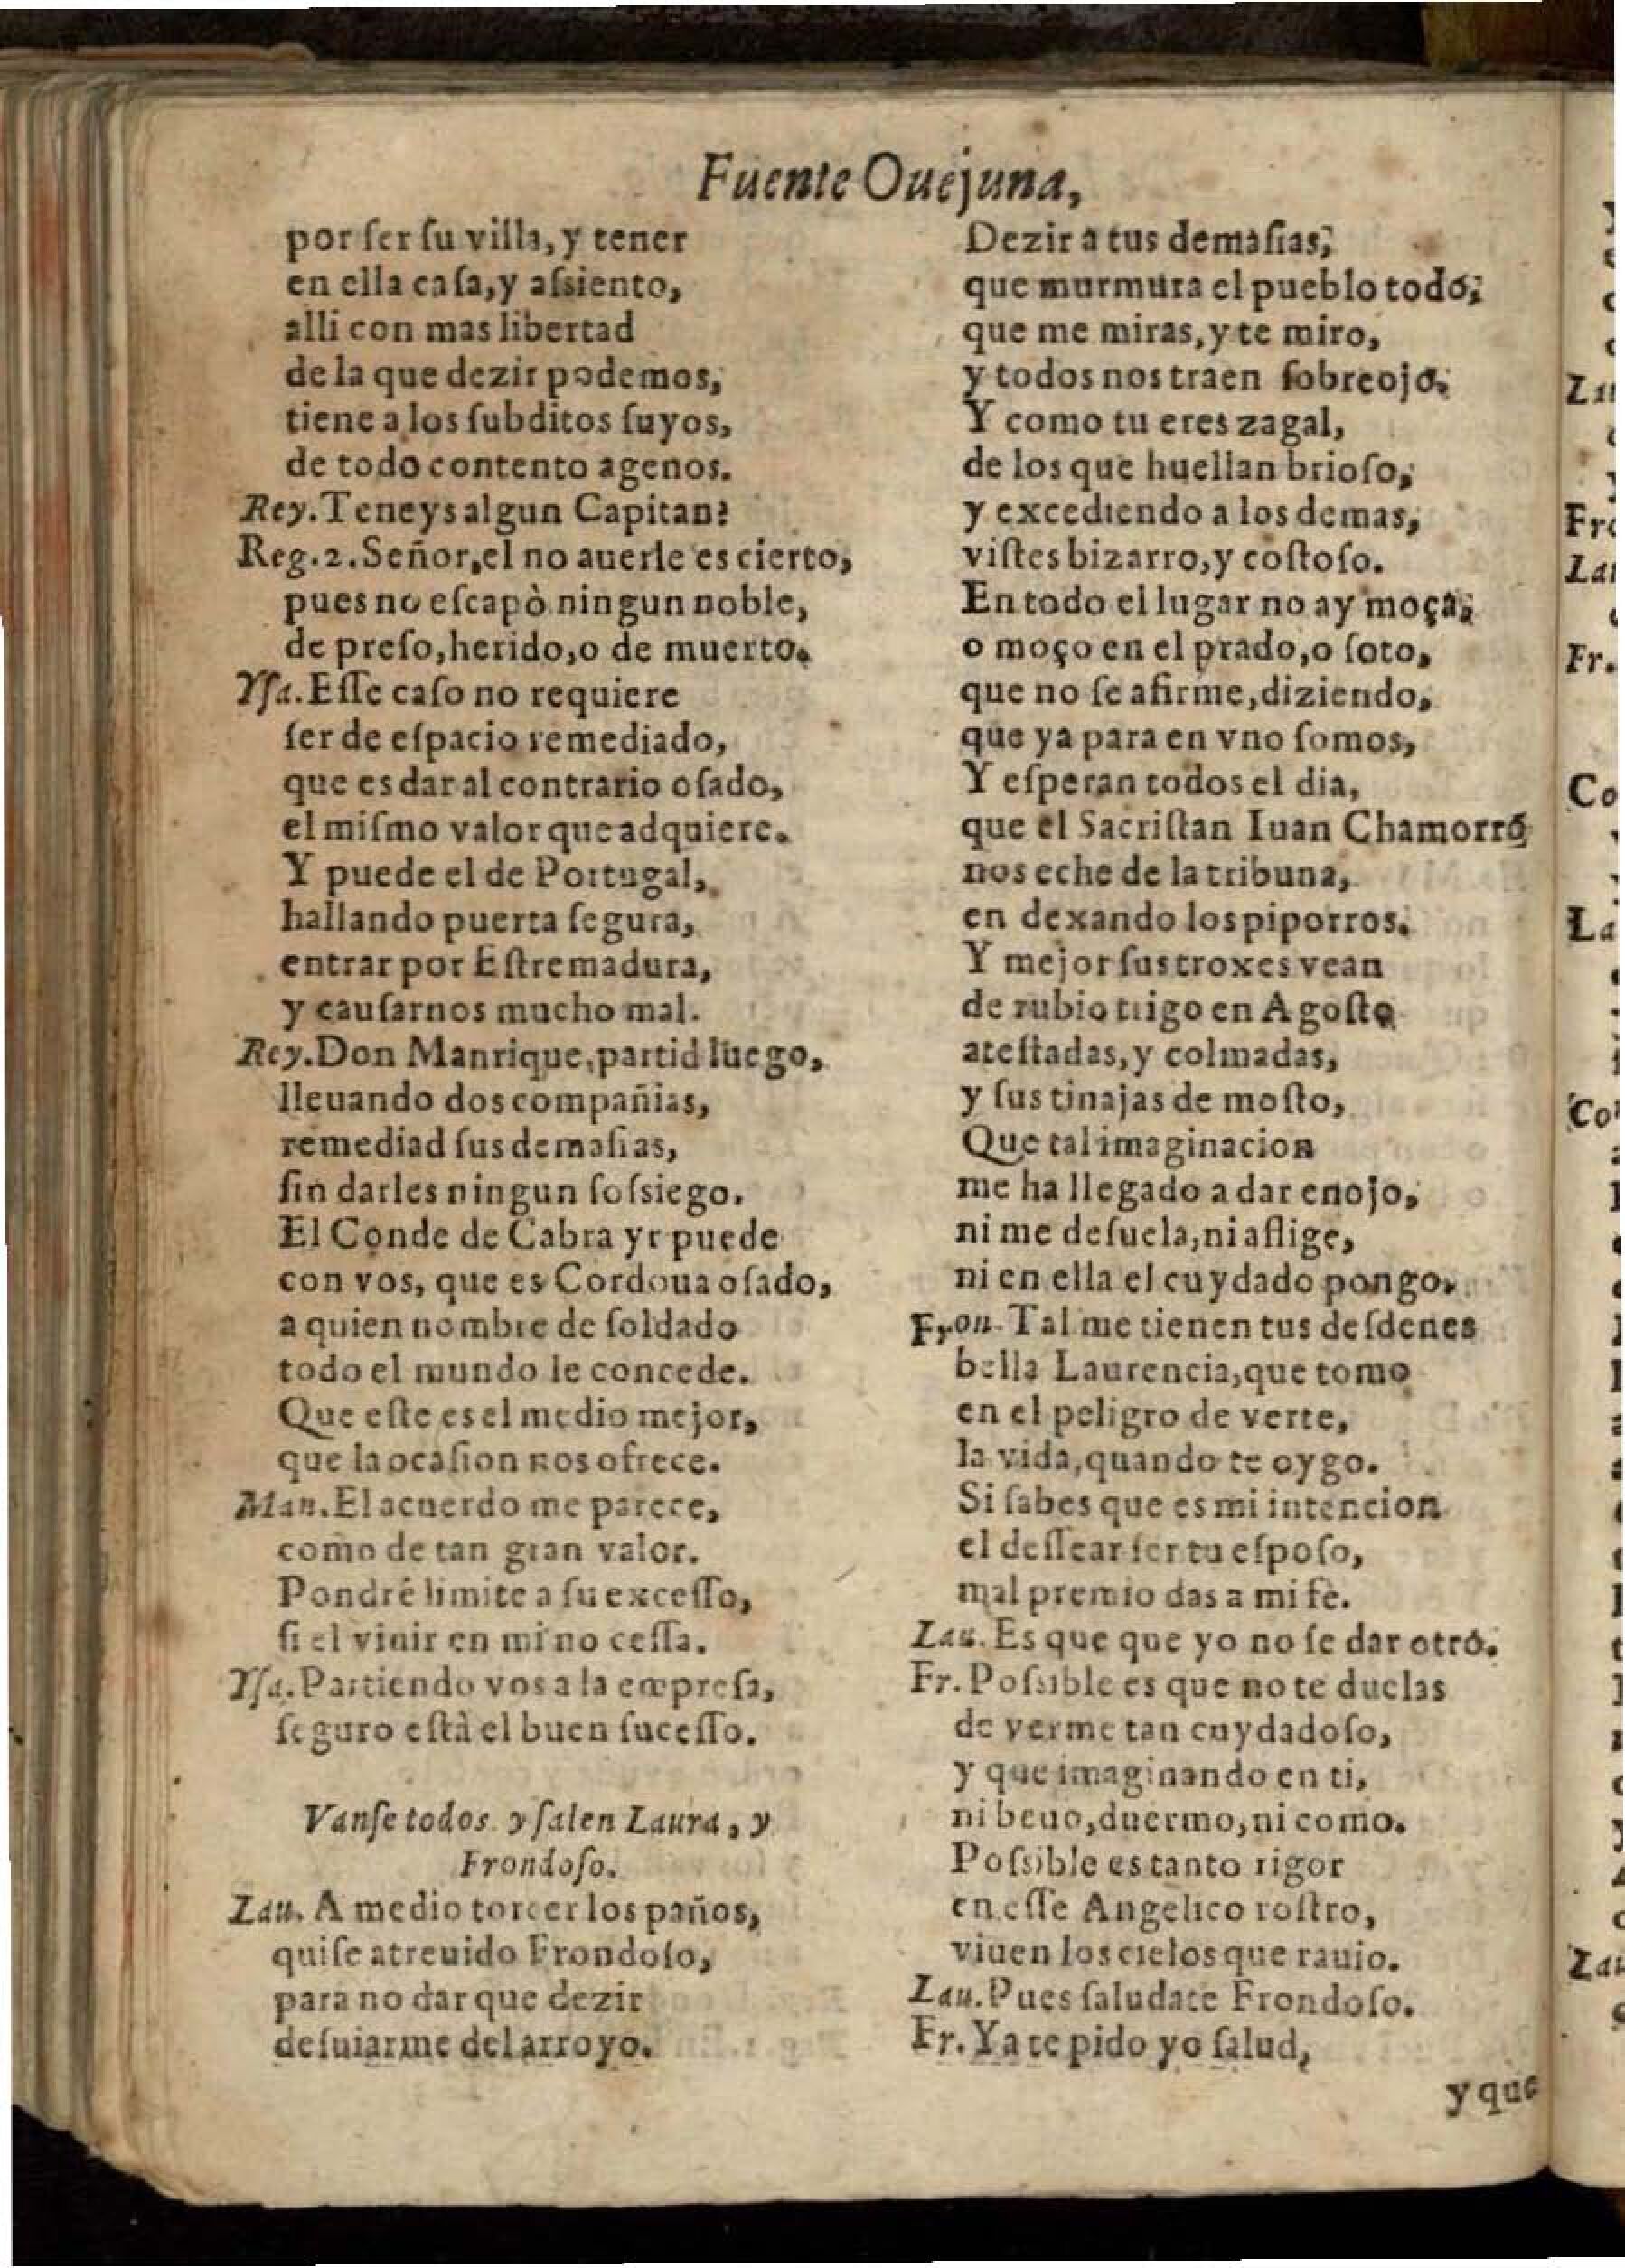 Fuente Ouejuna,
por ſer ſu villa, y tener
en ella caſa, y aſsiento,
alli con mas libertad
de la que dezir podemos,
tiene a los ſubditos ſuyos,
de todo contento agenos.
Rey. Teneys algun Capitan?
Reg. 2. Señor, el no auerle es cierto,
pues no eſcapò ningun noble,
de preſo, herido, o de muerto.
Yſa. Eſſe caſo no requiere
ſer de eſpacio remediado,
que es dar al contrario oſado,
el miſmo valor que adquiere.
Y puede el de Portugal,
hallando puerta ſegura,
entrar por Eſtremadura,
y cauſarnos mucho mal.
Rey. Don Manrique, partid luego,
lleuando dos compañias,
remediad ſus demaſias,
ſin darles ningun ſoſsiego.
El Conde de Cabra yr puede
con vos, que es Cordoua oſado,
a quien nombre de ſoldado
todo el mundo le concede.
Que eſte es el medio mejor,
que la ocaſion nos ofrece.
Man. El acuerdo me parece,
como de tan gran valor.
Pondrè limite a ſu exceſſo,
ſi el viuir en mi no ceſſa.
Yſa. Partiendo vos a la empreſa,
ſeguro eſtà el buen ſuceſſo.
Vanſe todos y ſalen Laura, y
Frondoſo.
Lau. A medio torcer los paños,
quiſe atreuido Frondoſo,
para no dar que dezir
deſuiarme del arroyo.
Dezir a tus demaſias,
que murmura el pueblo todo,
que me miras, y te miro,
y todos nos traen ſobreojo.
Y como tu eres zagal,
de los que huellan brioſo,
y excediendo a los demas,
viſtes bizarro, y coſtoſo.
En todo el lugar no ay moça,
o moço en el prado, o ſoto,
que no ſe afirme, diziendo,
que ya para en vno ſomos,
Y eſperan todos el dia,
que el Sacriſtan Iuan Chamorro
nos eche de la tribuna,
en dexando los piporros.
Y mejor ſus troxes vean
de rubio trigo en Agoſto
ateſtadas, y colmadas,
y ſus tinajas de moſto,
Que tal imaginacion
me ha llegado a dar enojo,
ni me deſuela, ni aflige,
ni en ella el cuydado pongo.
Fron. Tal me tienen tus deſdenes
bella Laurencia, que tomo
en el peligro de verte,
la vida, quando te oygo.
Si ſabes que es mi intencion
el deſſear ſer tu eſpoſo,
mal premio das a mi fè.
Lau. Es que que yo no ſe dar otro.
Fr. Poſsible es que no te duelas
de verme tan cuydadoſo,
y que imaginando en ti,
ni beuo, duermo, ni como.
Poſsible es tanto rigor
en eſſe Angelico roſtro,
viuen los cielos que rauio.
Lau. Pues ſaludate Frondoſo.
Fr. Ya te pido yo ſalud,
y que
Fr.
Co
La